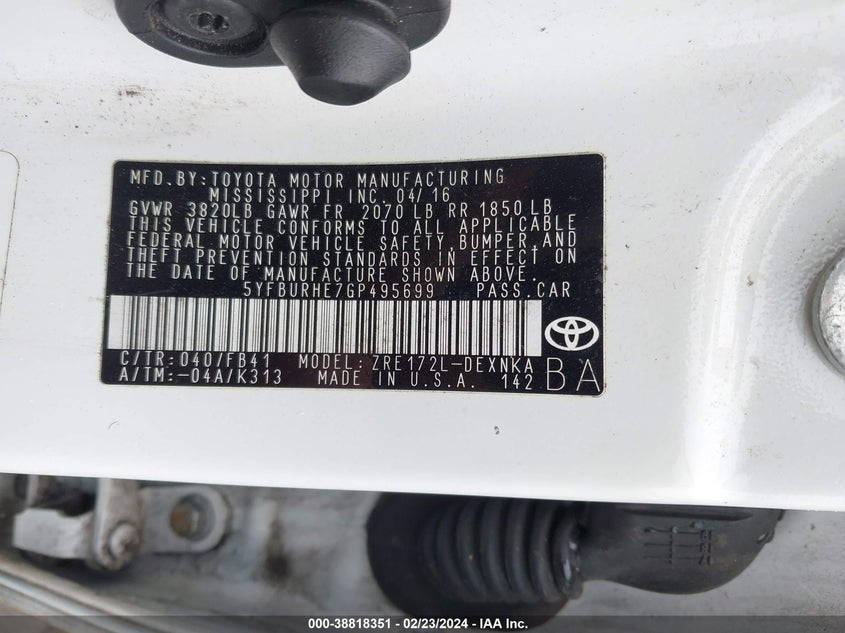 MFD.BY:TOYOTA MOTOR MANUFACTURING
MISSISSIPPI INC. 04/16
GVWR 3820LB GAWR FR 2070 LB RR 1850 LB
THIS VEHICLE CONFORMS TO ALL APPLICABLE
FEDERAL MOTOR VEHICLE SAFETY,BUMPER,AND
THEFT PREVENTION STANDARDS IN EFFECT ON
THE DATE OF MANUFACTURE SHOWN ABOVE.
5YFBURHE7GP495699 PASS.CAR
C/TR:040/FB41 MODEL:ZRE172L-DEXNKA
A/TM:-04A/K313 MADE IN U.S.A. 142
BA
000-38818351 - 02/23/2024 - IAAI, Inc.